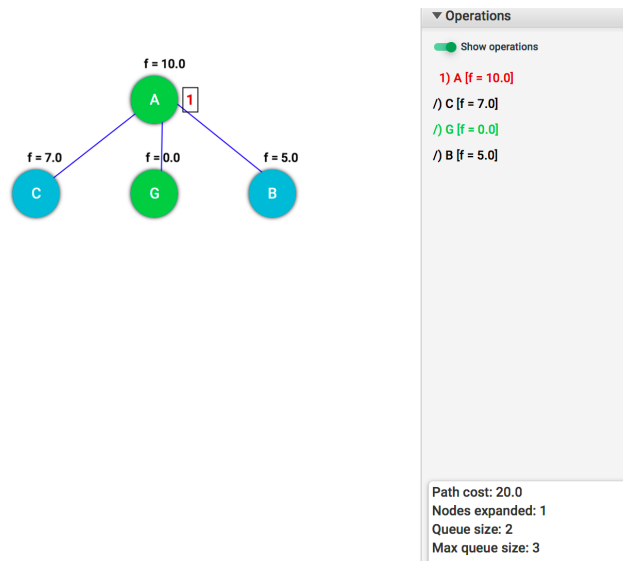 f = 10.0
A
1
f = 7.0
f = 0.0
f = 5.0
C
G
B
Operations
Show operations
1) A [f = 10.0]
/) C [f = 7.0]
/) G [f = 0.0]
/) B [f = 5.0]
Path cost: 20.0
Nodes expanded: 1
Queue size: 2
Max queue size: 3